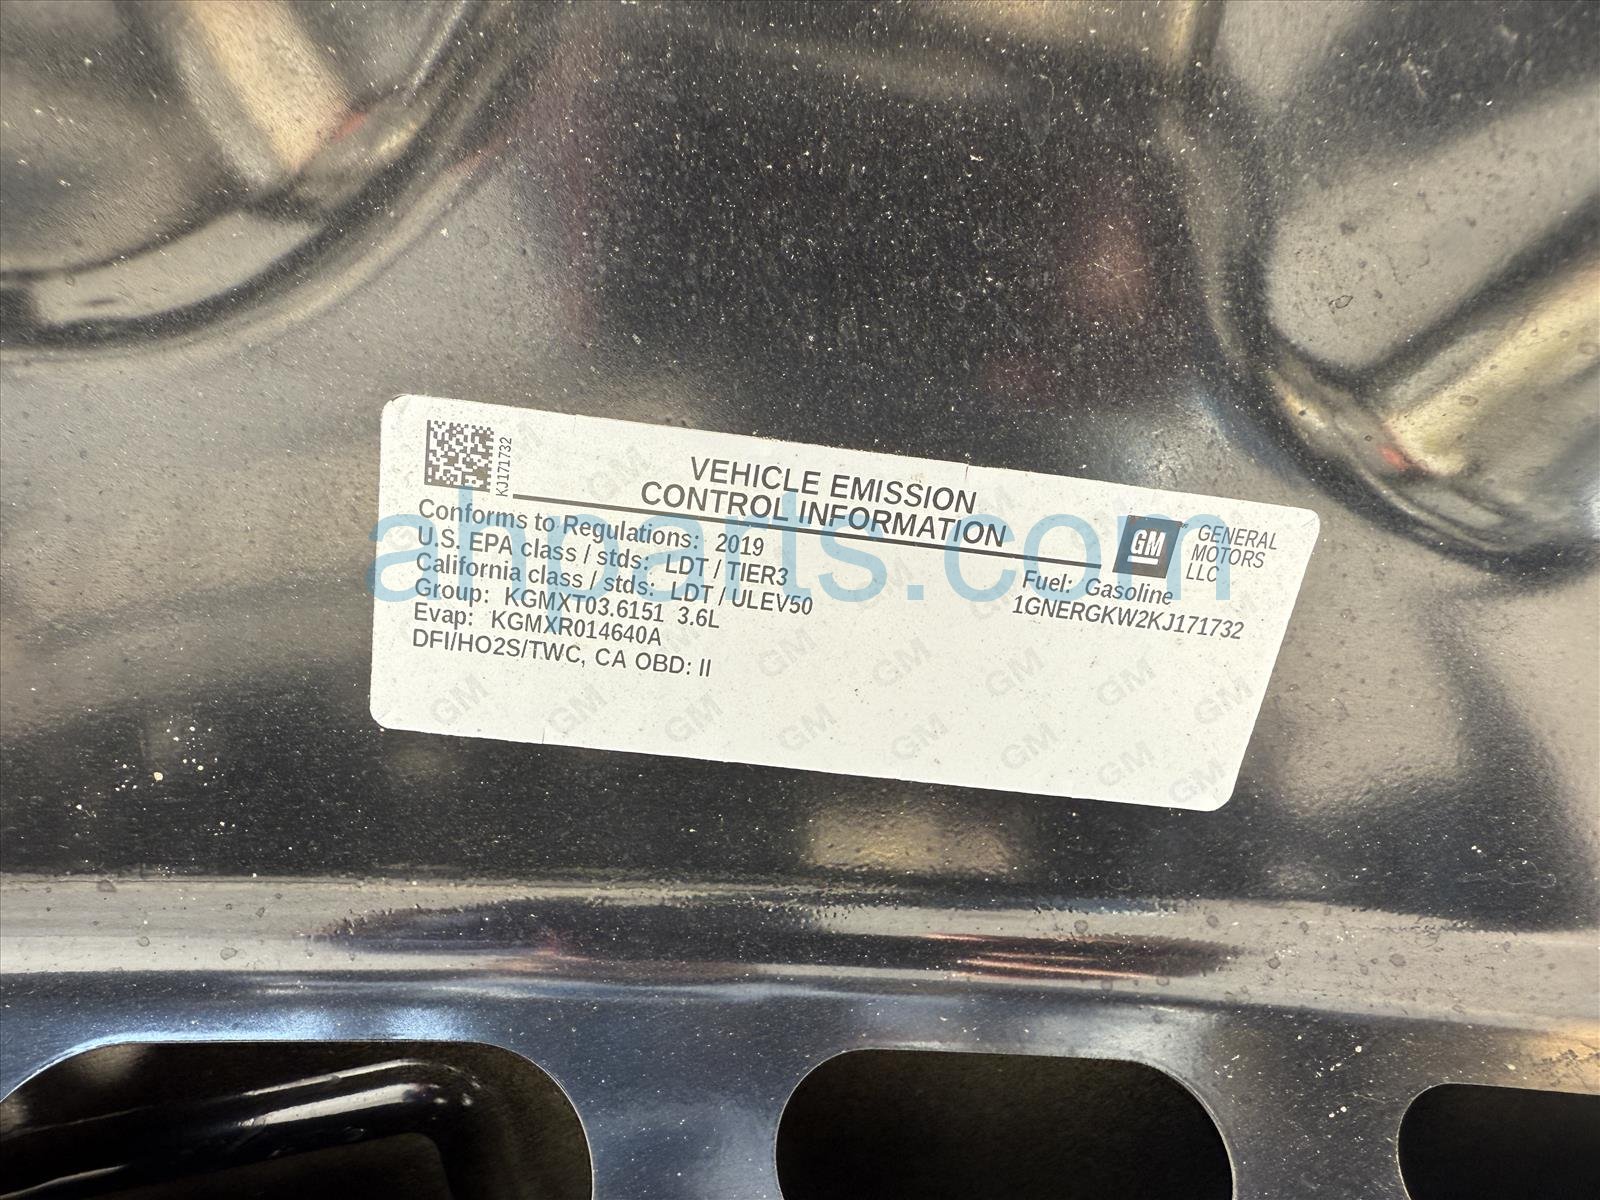 KJ171732
VEHICLE EMISSION
CONTROL INFORMATION
GM
GENERAL
MOTORS
LLC
Conforms to Regulations: 2019
U.S. EPA class / stds: LDT / TIER3
California class / stds: LDT / ULEV50
Group: KGMXT03.6151 3.6L
Evap: KGMXR014640A
DFI/HO2S/TWC, CA OBD: II
Fuel: Gasoline
1GNERGKW2KJ171732
ahparts.com